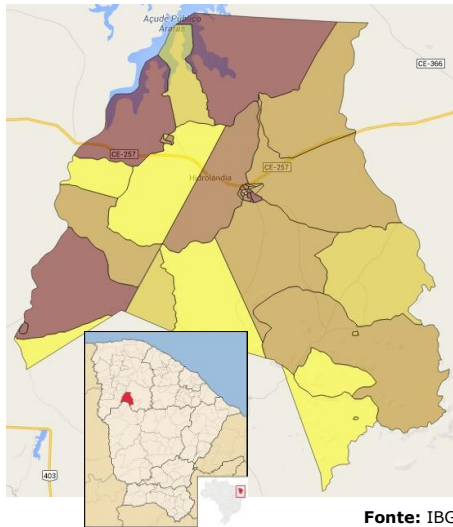 Açude Público
Araras
CE-366
CE-257
CE-257
Hidrolândia
403
Fonte: IBG